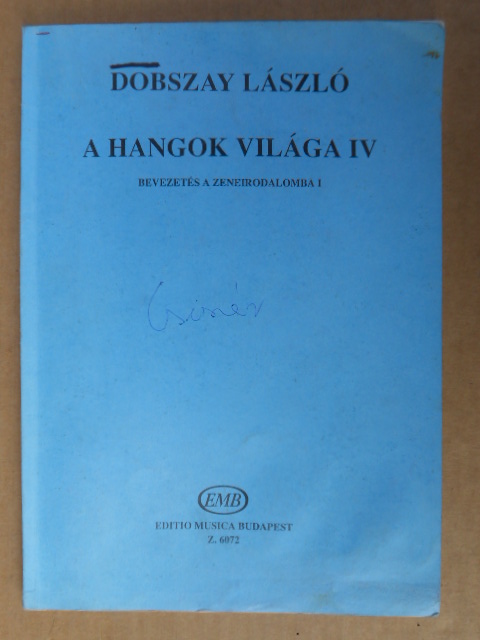 DOBSZAY LÁSZLÓ
A HANGOK VILÁGA IV
BEVEZETÉS A ZENEIRODALOMBA I
EMB
EDITIO MUSICA BUDAPEST
Z. 6072